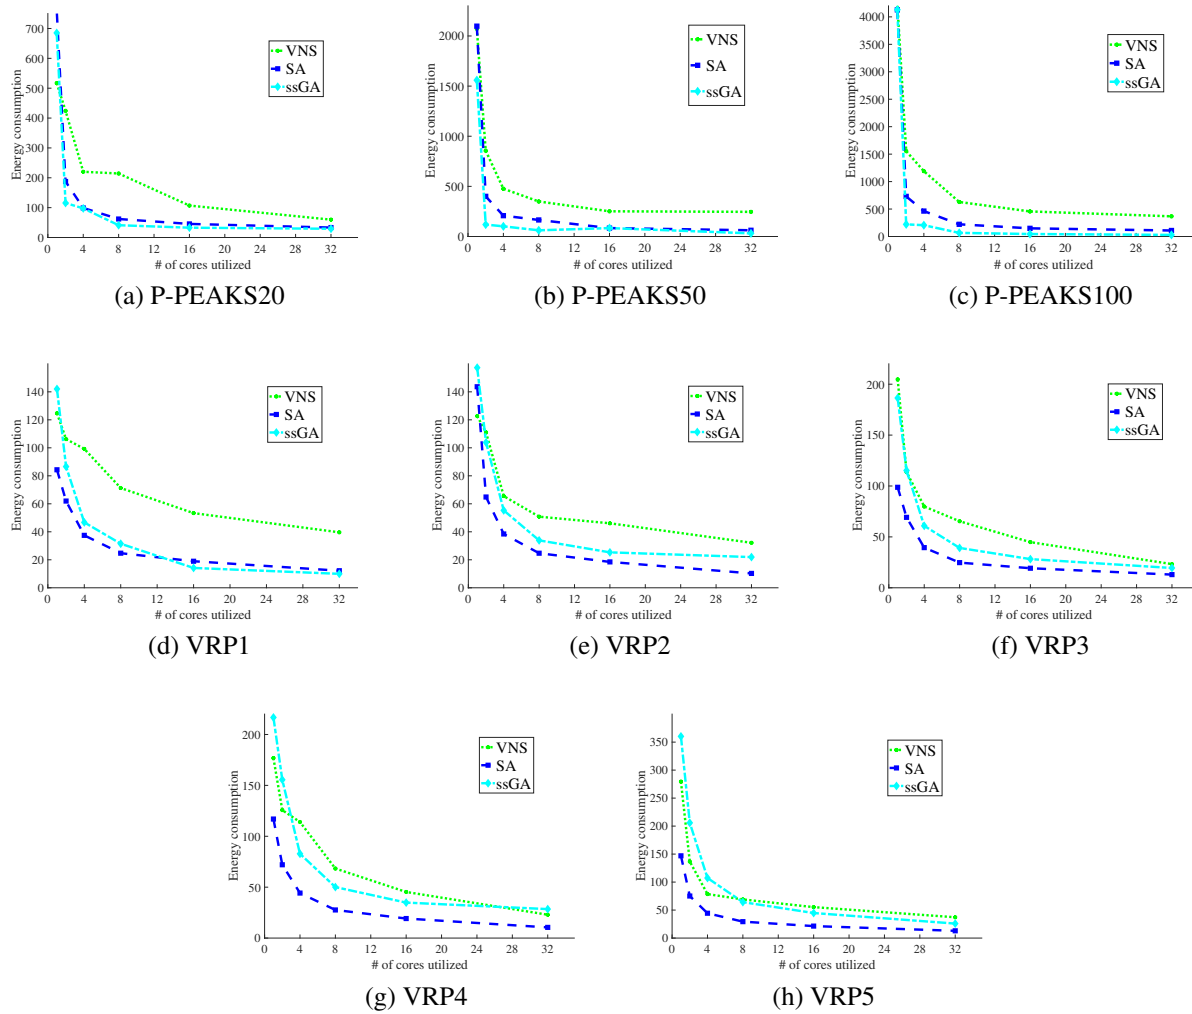 700
600
500
400
300
200
100
0
Energy consumption
VNS
SA
ssGA
0 4 8 12 16 20 24 28 32
# of cores utilized
(a) P-PEAKS20
2000
1500
1000
500
0
Energy consumption
VNS
SA
ssGA
0 4 8 12 16 20 24 28 32
# of cores utilized
(b) P-PEAKS50
4000
3500
3000
2500
2000
1500
1000
500
0
Energy consumption
VNS
SA
ssGA
0 4 8 12 16 20 24 28 32
# of cores utilized
(c) P-PEAKS100
140
120
100
80
60
40
20
0
Energy consumption
VNS
SA
ssGA
0 4 8 12 16 20 24 28 32
# of cores utilized
(d) VRP1
140
120
100
80
60
40
20
0
Energy consumption
VNS
SA
ssGA
0 4 8 12 16 20 24 28 32
# of cores utilized
(e) VRP2
200
150
100
50
0
Energy consumption
VNS
SA
ssGA
0 4 8 12 16 20 24 28 32
# of cores utilized
(f) VRP3
200
150
100
50
0
Energy consumption
VNS
SA
ssGA
0 4 8 12 16 20 24 28 32
# of cores utilized
(g) VRP4
350
300
250
200
150
100
50
0
Energy consumption
VNS
SA
ssGA
0 4 8 12 16 20 24 28 32
# of cores utilized
(h) VRP5